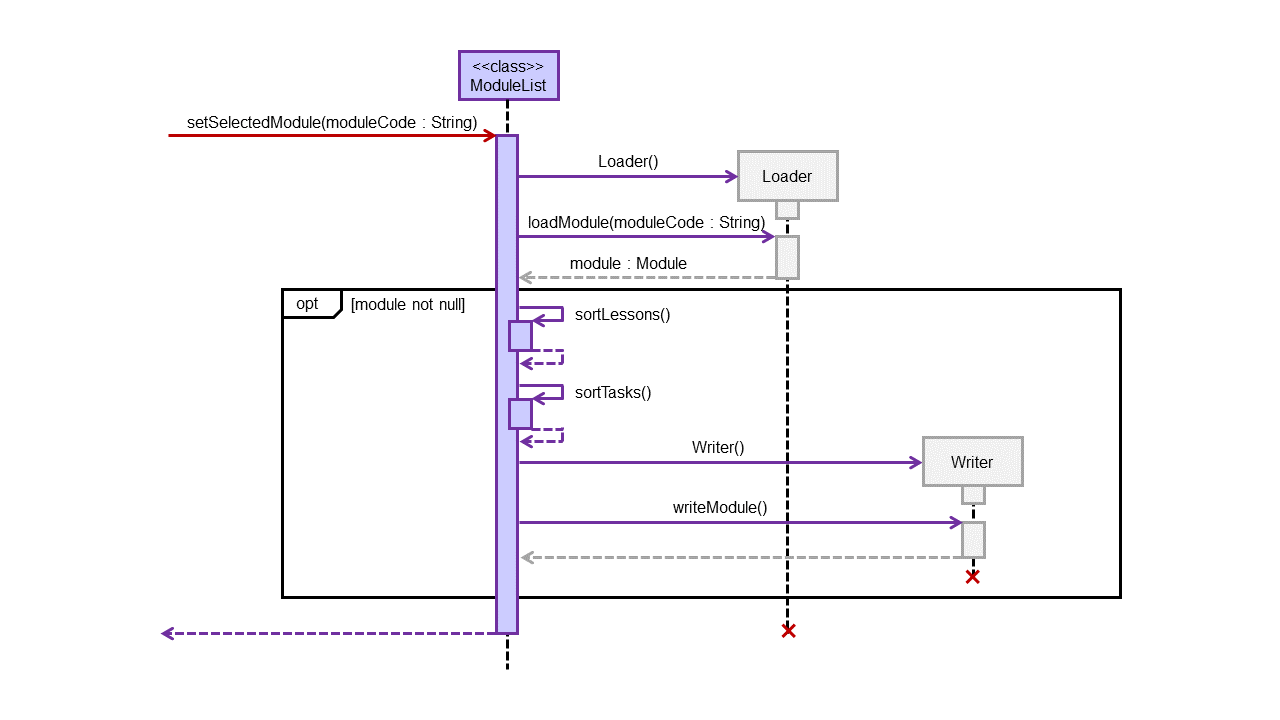 <<class>>
ModuleList
setSelectedModule(moduleCode : String)
Loader()
Loader
loadModule(moduleCode : String)
module : Module
opt
[module not null]
sortLessons()
sortTasks()
Writer()
Writer
writeModule()